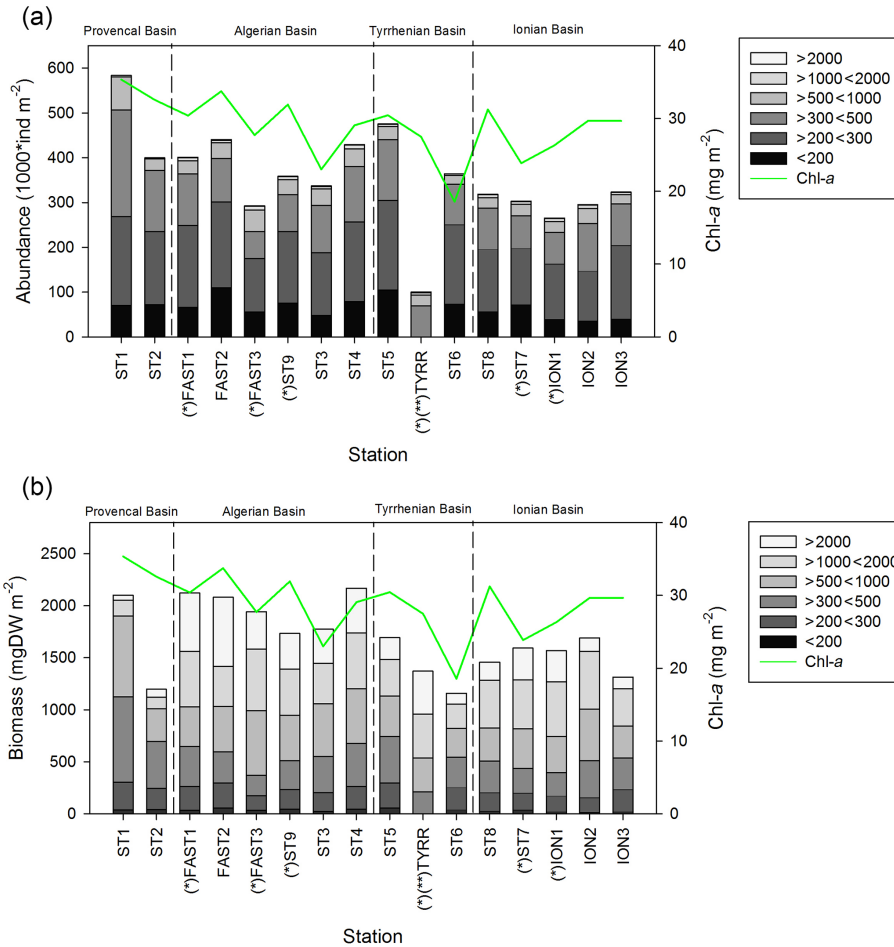 (a)
Provencal Basin Algerian Basin Tyrrhenian Basin Ionian Basin
600
500
400
300
200
100
0
Abundance (1000*ind m-2)
40
30
20
10
0
Chl-a (mg m-2)
>2000
>1000<2000
>500<1000
>300<500
>200<300
<200
Chl-a
ST1
ST2
(*)FAST1
FAST2
(*)FAST3
(*)ST9
ST3
ST4
ST5
(*)(**)TYRR
ST6
ST8
(*)ST7
(*)ION1
ION2
ION3
Station
(b)
Provencal Basin Algerian Basin Tyrrhenian Basin Ionian Basin
2500
2000
1500
1000
500
0
Biomass (mgDW m-2)
40
30
20
10
0
Chl-a (mg m-2)
>2000
>1000<2000
>500<1000
>300<500
>200<300
<200
Chl-a
ST1
ST2
(*)FAST1
FAST2
(*)FAST3
(*)ST9
ST3
ST4
ST5
(*)(**)TYRR
ST6
ST8
(*)ST7
(*)ION1
ION2
ION3
Station